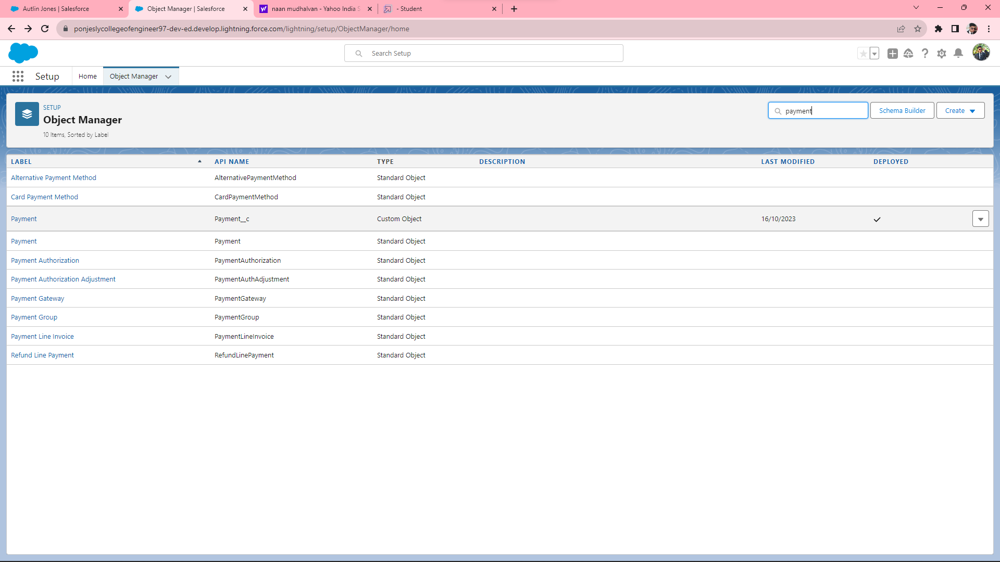 Autlin Jones | Salesforce
Object Manager | Salesforce
naan mudhalvan - Yahoo India S
- Student
ponjeslycollegeofengineer97-dev-ed.develop.lightning.force.com/lightning/setup/ObjectManager/home
Search Setup
Setup
Home
Object Manager
SETUP
Object Manager
10 Items, Sorted by Label
payment
Schema Builder
Create
LABEL API NAME TYPE DESCRIPTION LAST MODIFIED DEPLOYED
Alternative Payment Method AlternativePaymentMethod Standard Object
Card Payment Method CardPaymentMethod Standard Object
Payment Payment__c Custom Object 16/10/2023
Payment Payment Standard Object
Payment Authorization PaymentAuthorization Standard Object
Payment Authorization Adjustment PaymentAuthAdjustment Standard Object
Payment Gateway PaymentGateway Standard Object
Payment Group PaymentGroup Standard Object
Payment Line Invoice PaymentLineInvoice Standard Object
Refund Line Payment RefundLinePayment Standard Object